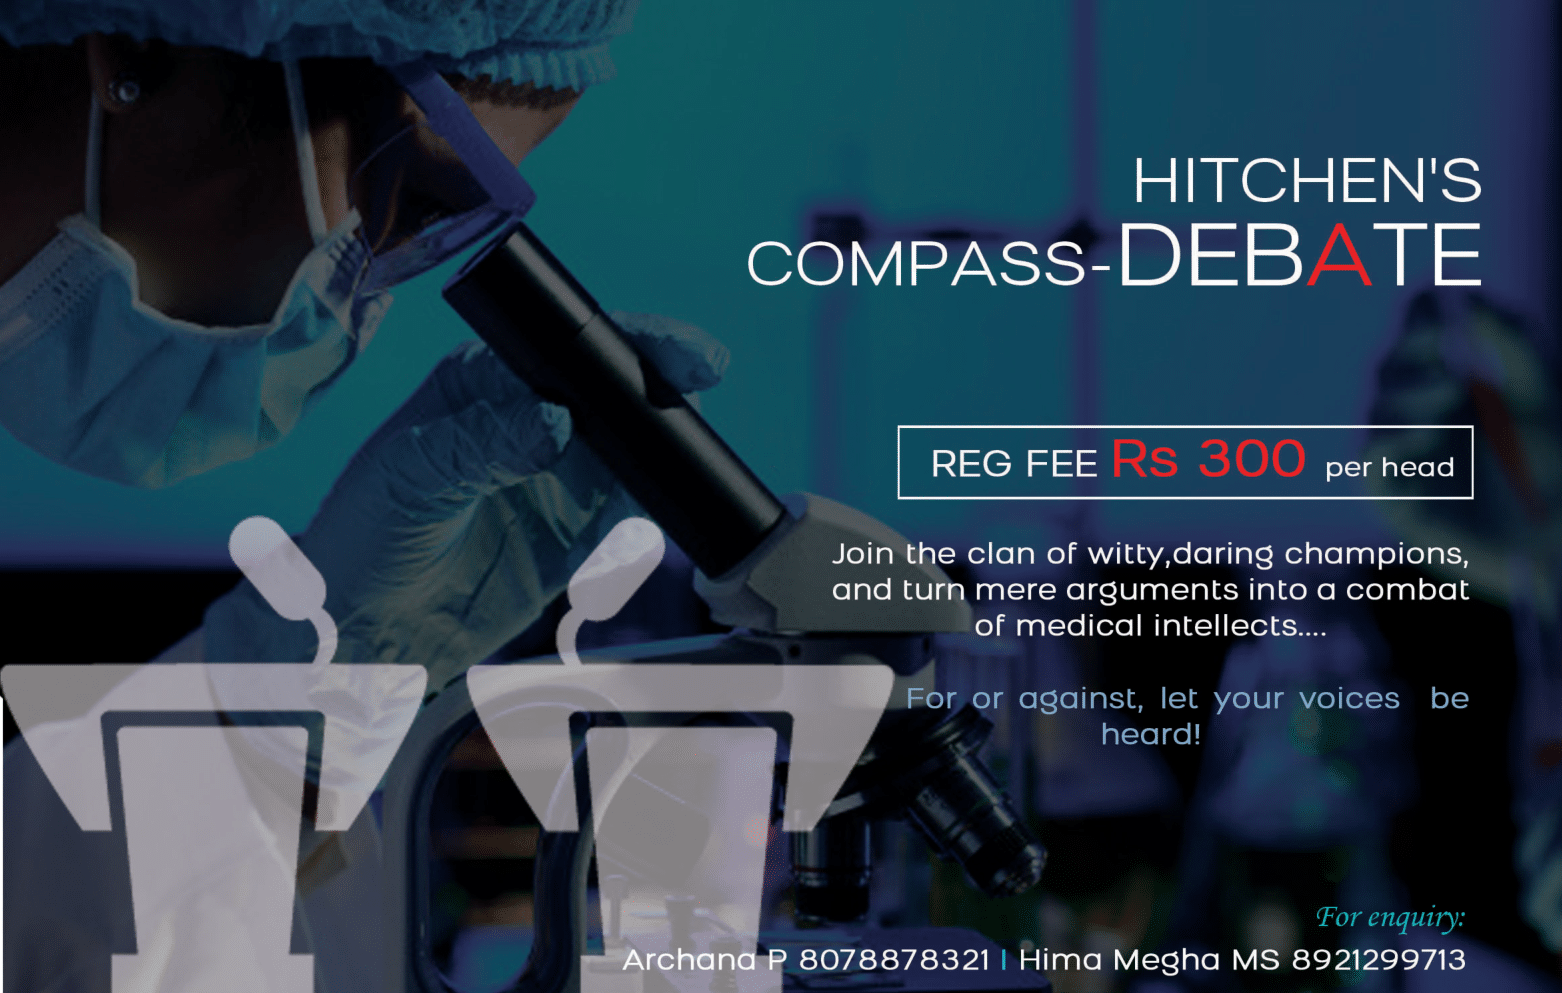 HITCHEN'S
COMPASS-DEBATE
REG FEE Rs 300 per head
Join the clan of witty,daring champions,
and turn mere arguments into a combat
of medical intellects....
For or against, let your voices be
heard!
For enquiry:
Archana P 8078878321 I Hima Megha MS 8921299713